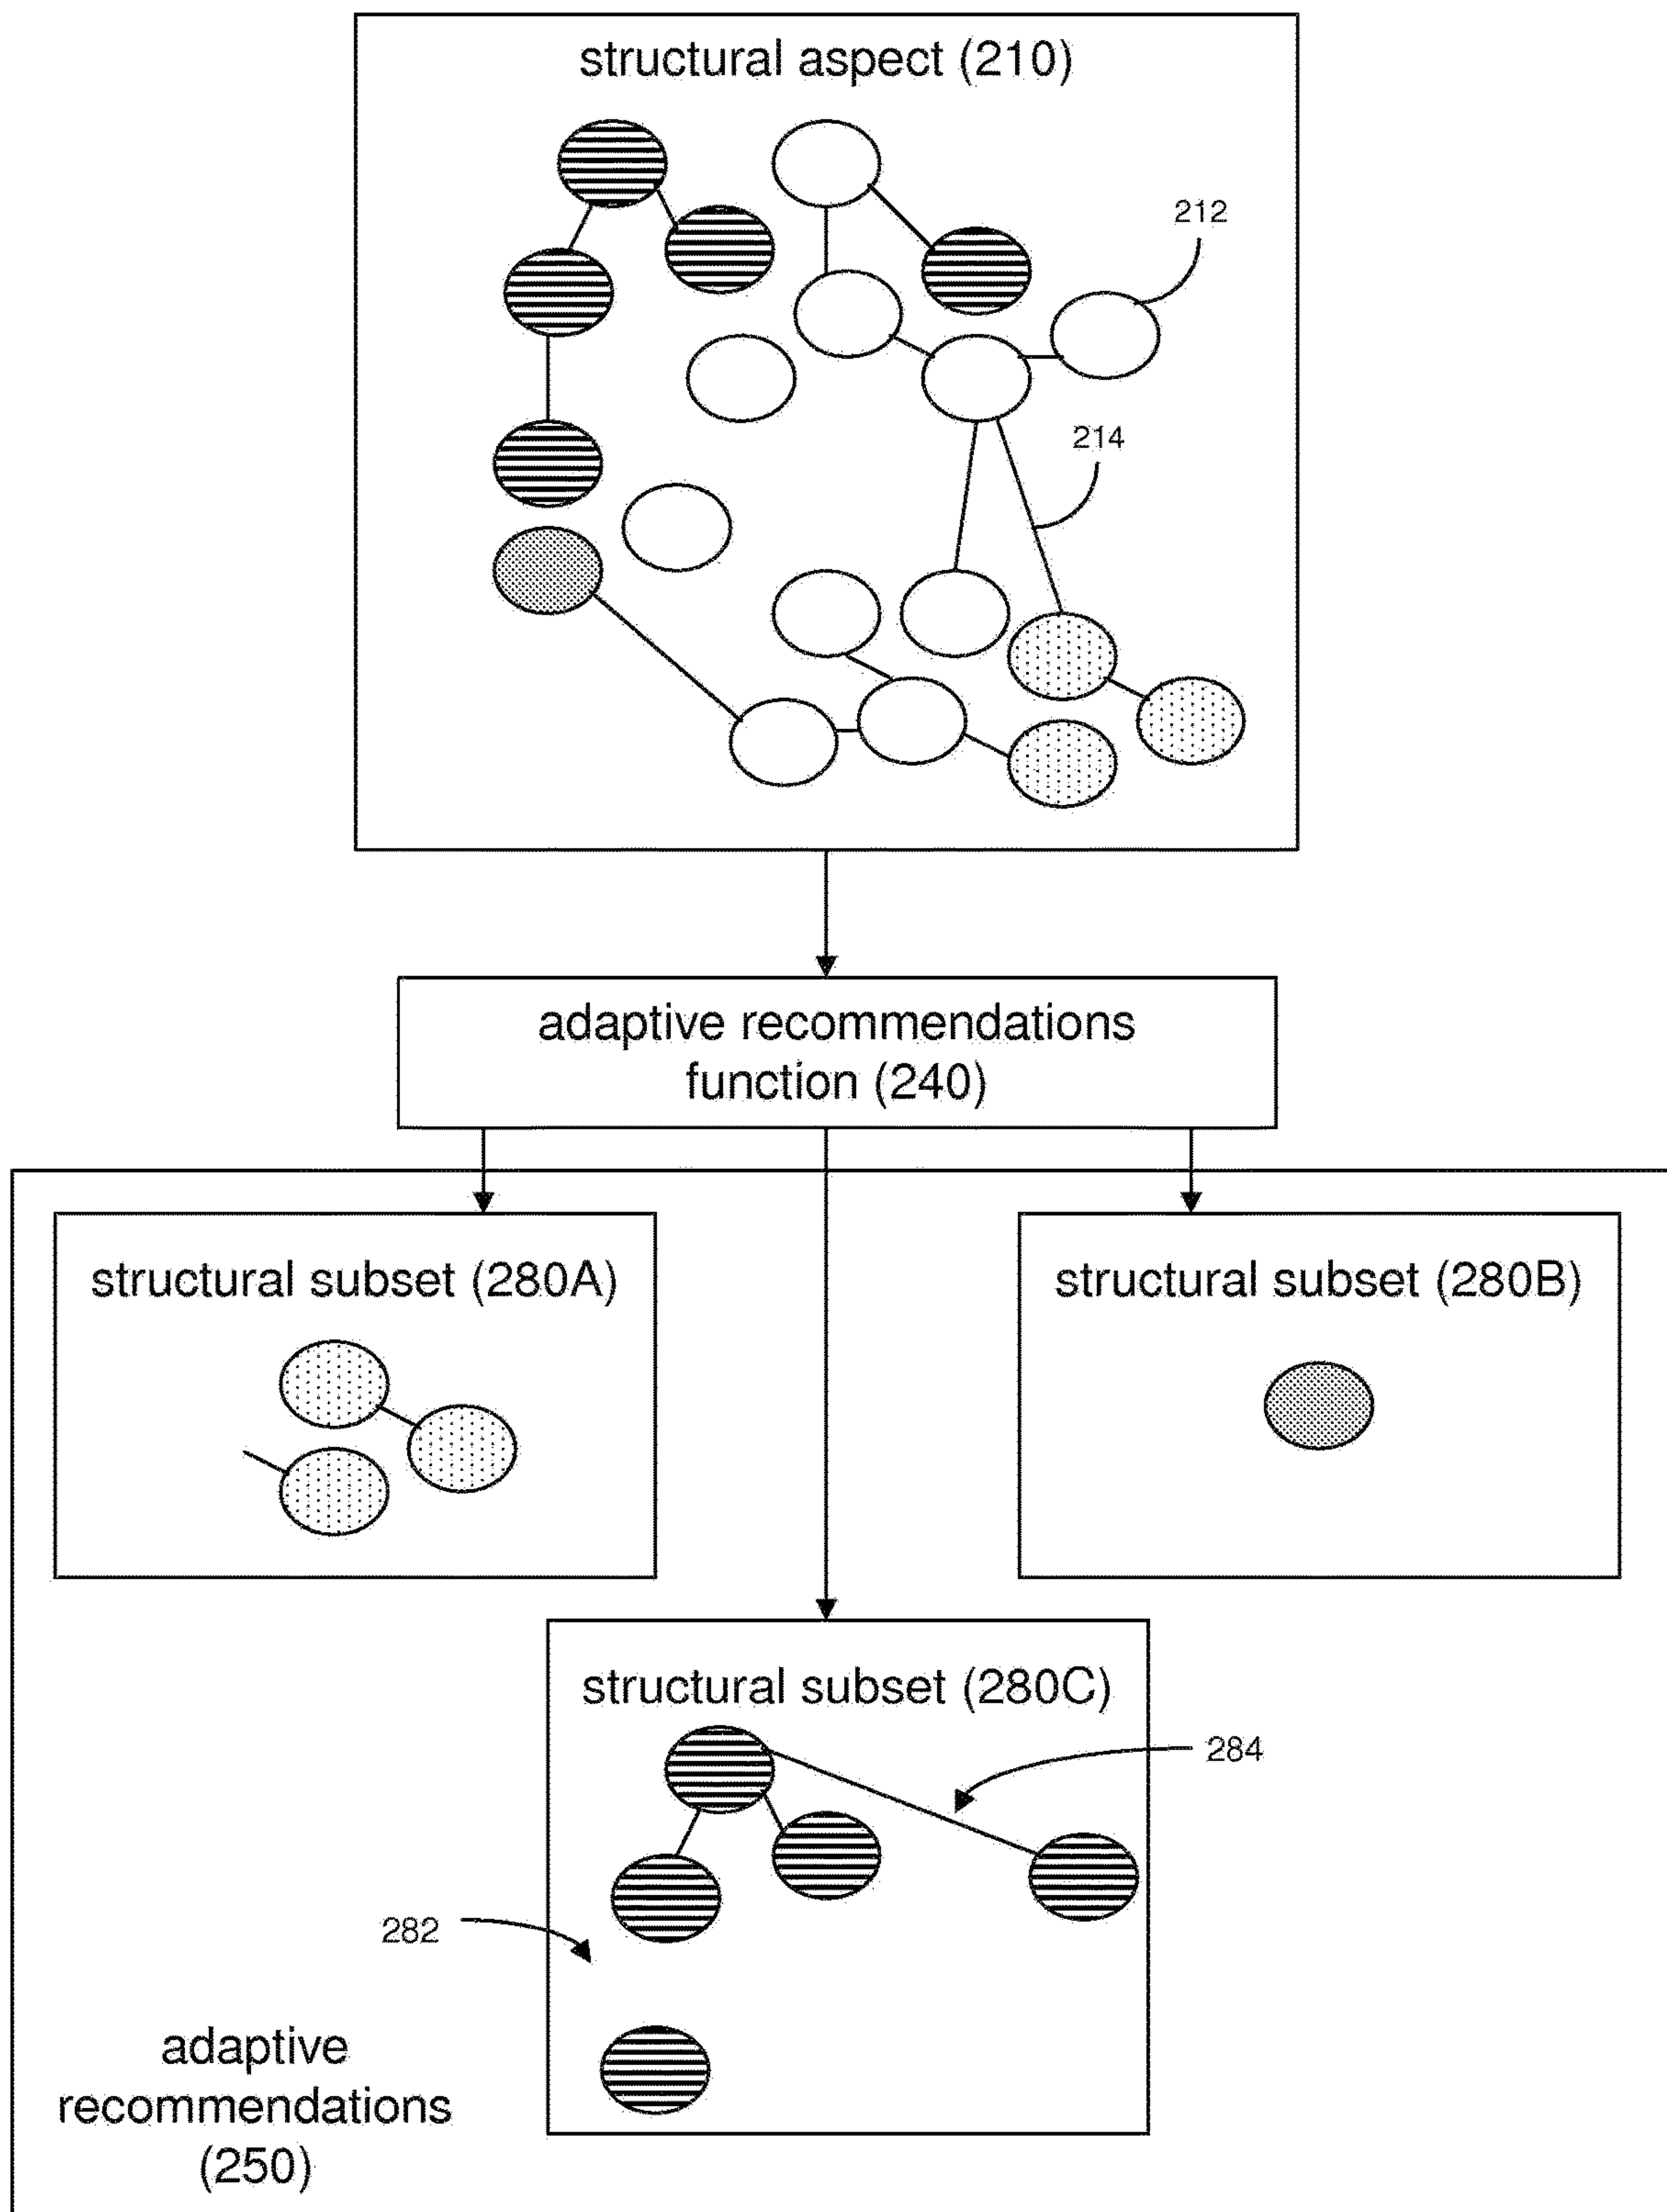 structural aspect (210)
212
214
adaptive recommendations
function (240)
structural subset (280A)
structural subset (280B)
structural subset (280C)
284
282
adaptive
recommendations
(250)